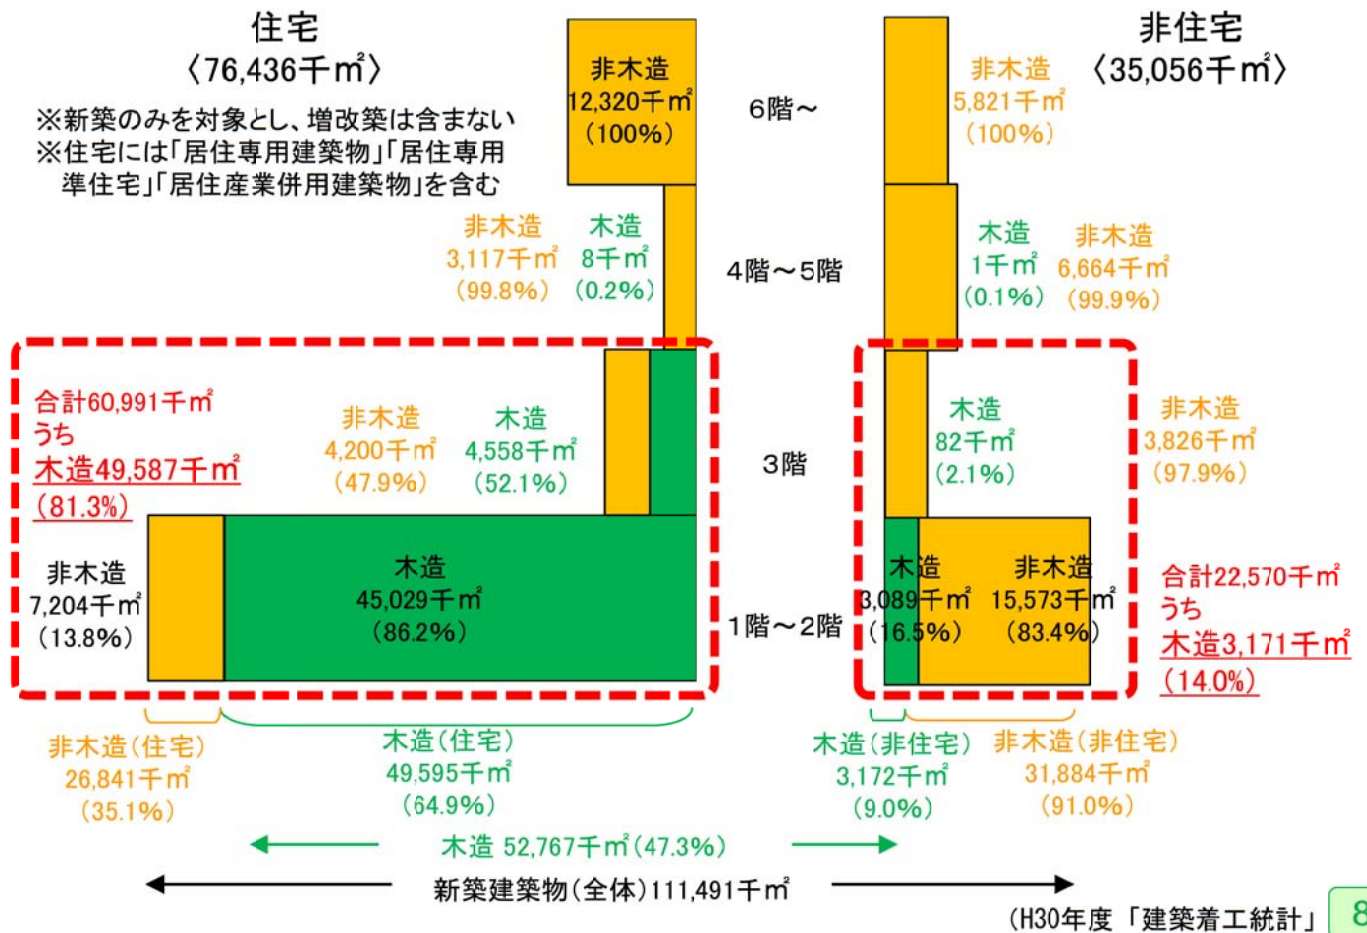 住宅
〈76,436千㎡〉
※新築のみを対象とし、増改築は含まない
※住宅には「居住専用建築物」「居住専用
準住宅」「居住産業併用建築物」を含む
非住宅
〈35,056千㎡〉
非木造
12,320千㎡
(100%)
6階～
非木造
5,821千㎡
(100%)
非木造
3,117千㎡
(99.8%)
木造
8千㎡
(0.2%)
4階～5階
木造
1千㎡
(0.1%)
非木造
6,664千㎡
(99.9%)
合計60,991千㎡
うち
木造49,587千㎡
(81.3%)
非木造
4,200千㎡
(47.9%)
木造
4,558千㎡
(52.1%)
3階
木造
82千㎡
(2.1%)
非木造
3,826千㎡
(97.9%)
非木造
7,204千㎡
(13.8%)
木造
45,029千㎡
(86.2%)
1階～2階
木造
3,089千㎡
(16.5%)
非木造
15,573千㎡
(83.4%)
合計22,570千㎡
うち
木造3,171千㎡
(14.0%)
非木造(住宅)
26,841千㎡
(35.1%)
木造(住宅)
49,595千㎡
(64.9%)
木造(非住宅)
3,172千㎡
(9.0%)
非木造(非住宅)
31,884千㎡
(91.0%)
木造 52,767千㎡(47.3%)
新築建築物(全体)111,491千㎡
(H30年度 「建築着工統計」
8